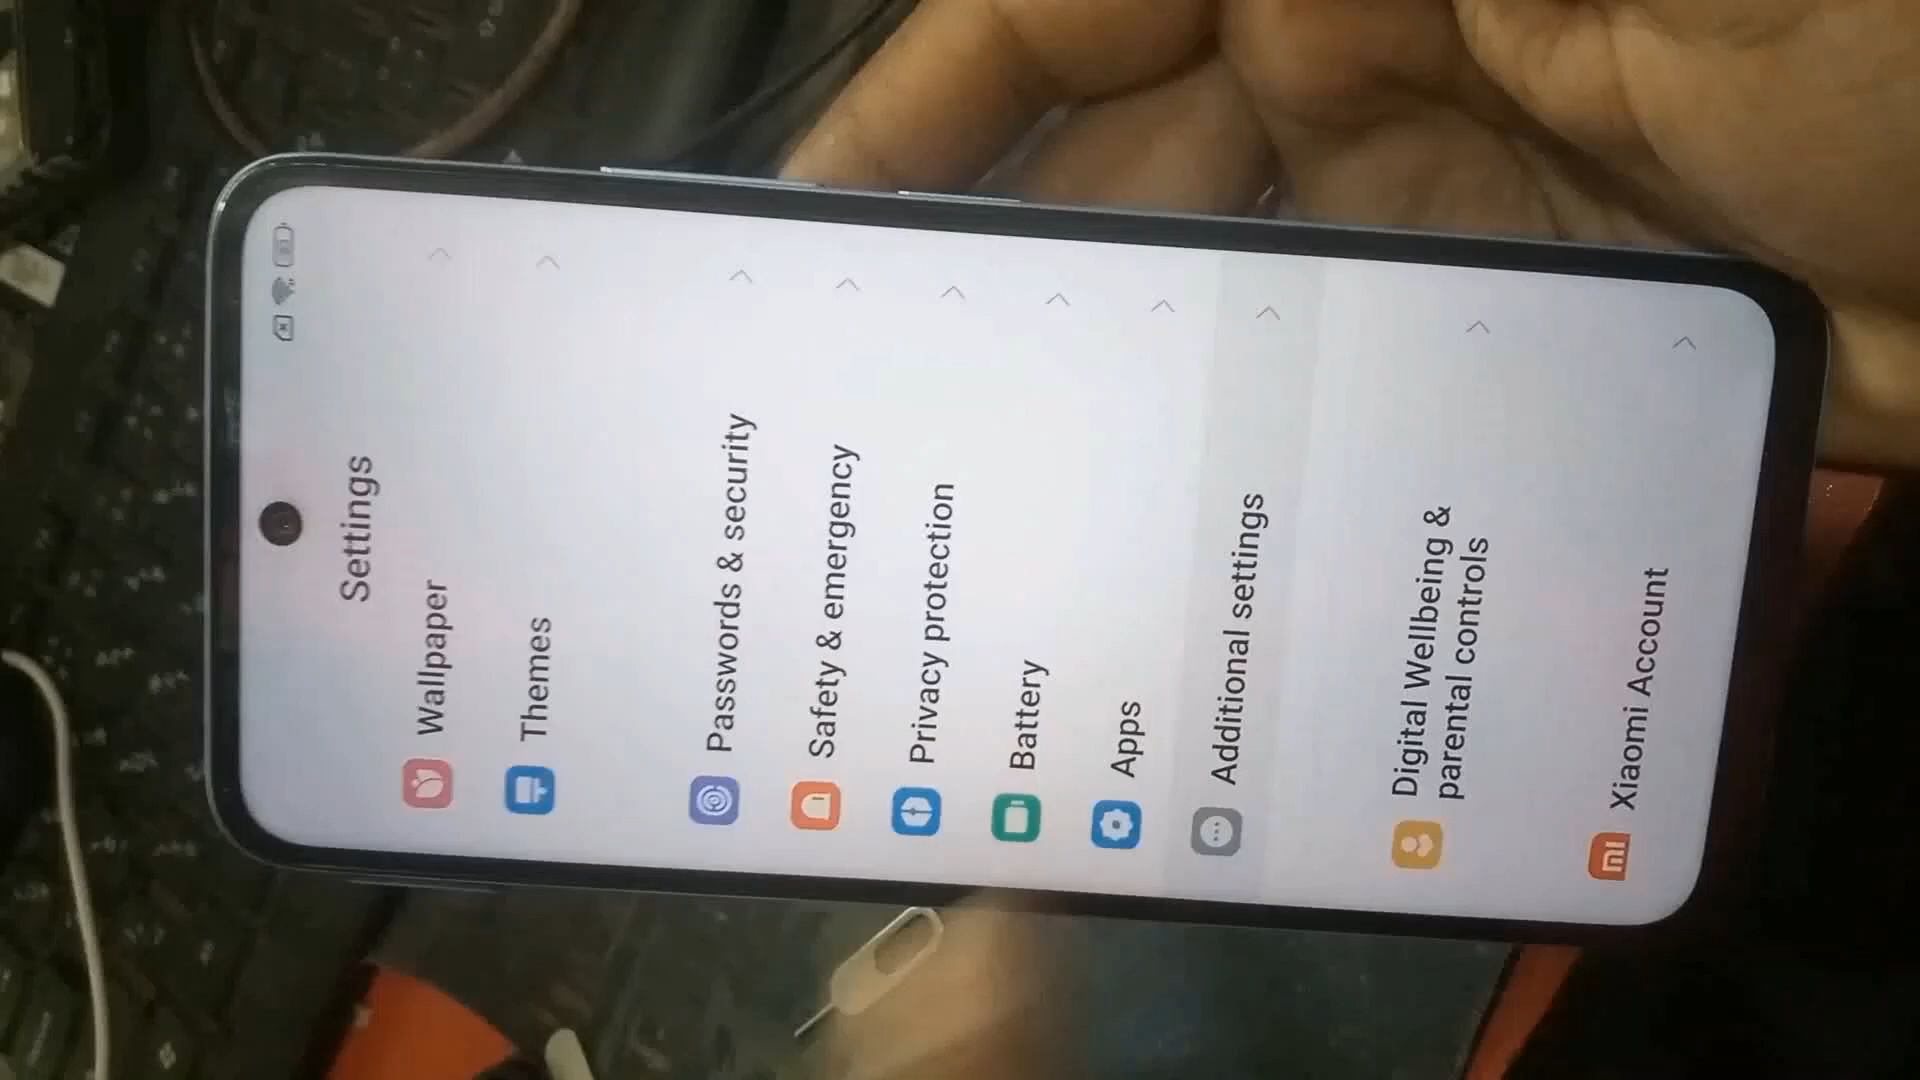 Settings
Wallpaper
Themes
Passwords & security
Safety & emergency
Privacy protection
Battery
Apps
Additional settings
Digital Wellbeing &
parental controls
mi
Xiaomi Account